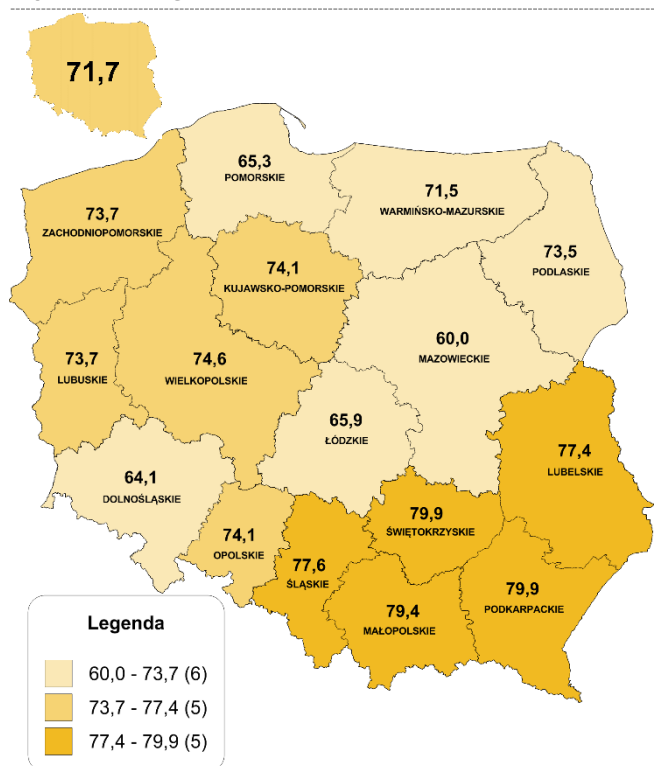 71,7
65,3
POMORSKIE
71,5
WARMIŃSKO-MAZURSKIE
73,7
ZACHODNIOPOMORSKIE
73,5
PODLASKIE
74,1
KUJAWSKO-POMORSKIE
60,0
MAZOWIECKIE
73,7
LUBUSKIE
74,6
WIELKOPOLSKIE
65,9
ŁÓDZKIE
77,4
LUBELSKIE
64,1
DOLNOŚLĄSKIE
79,9
ŚWIĘTOKRZYSKIE
74,1
OPOLSKIE
77,6
ŚLĄSKIE
79,4
MAŁOPOLSKIE
79,9
PODKARPACKIE
Legenda
60,0 - 73,7 (6)
73,7 - 77,4 (5)
77,4 - 79,9 (5)